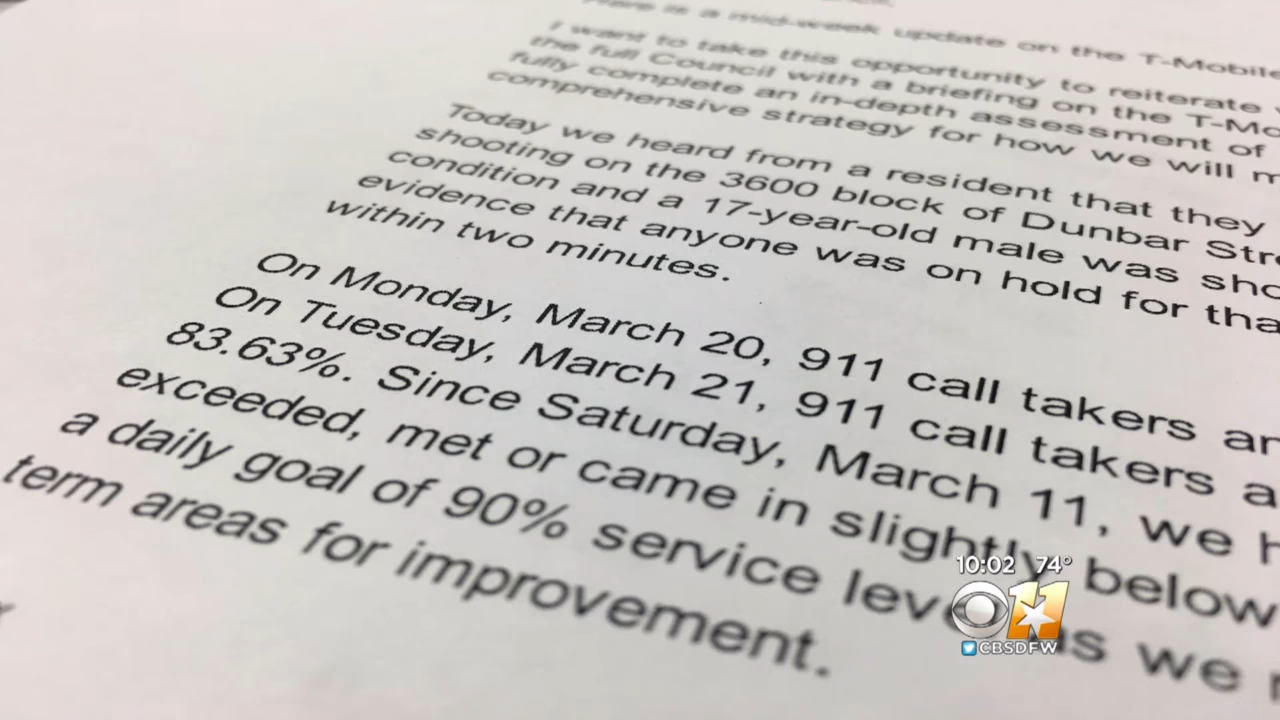 Here is a mid-week update on the T-Mobile
I want to take this opportunity to reiterate
the full Council with a briefing on the T-Mo
fully complete an in-depth assessment of
comprehensive strategy for how we will m
Today we heard from a resident that they
shooting on the 3600 block of Dunbar Stre
condition and a 17-year-old male was sho
evidence that anyone was on hold for tha
within two minutes.
On Monday, March 20, 911 call takers an
On Tuesday, March 21, 911 call takers a
83.63%. Since Saturday, March 11, we h
exceeded, met or came in slightly below
a daily goal of 90% service leve as we r
term areas for improvement.
10:02 74°
11
CBSDFW